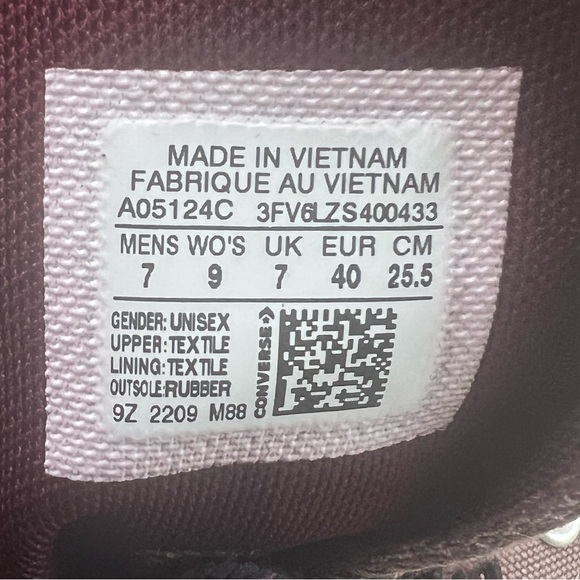 MADE IN VIETNAM
FABRIQUE AU VIETNAM
A05124C 3FV6LZS400433
MENS WO'S UK EUR CM
7 9 7 40 25.5
GENDER: UNISEX
UPPER: TEXTILE
LINING: TEXTILE
OUTSOLE: RUBBER
9Z 2209 M88
CONVERSE